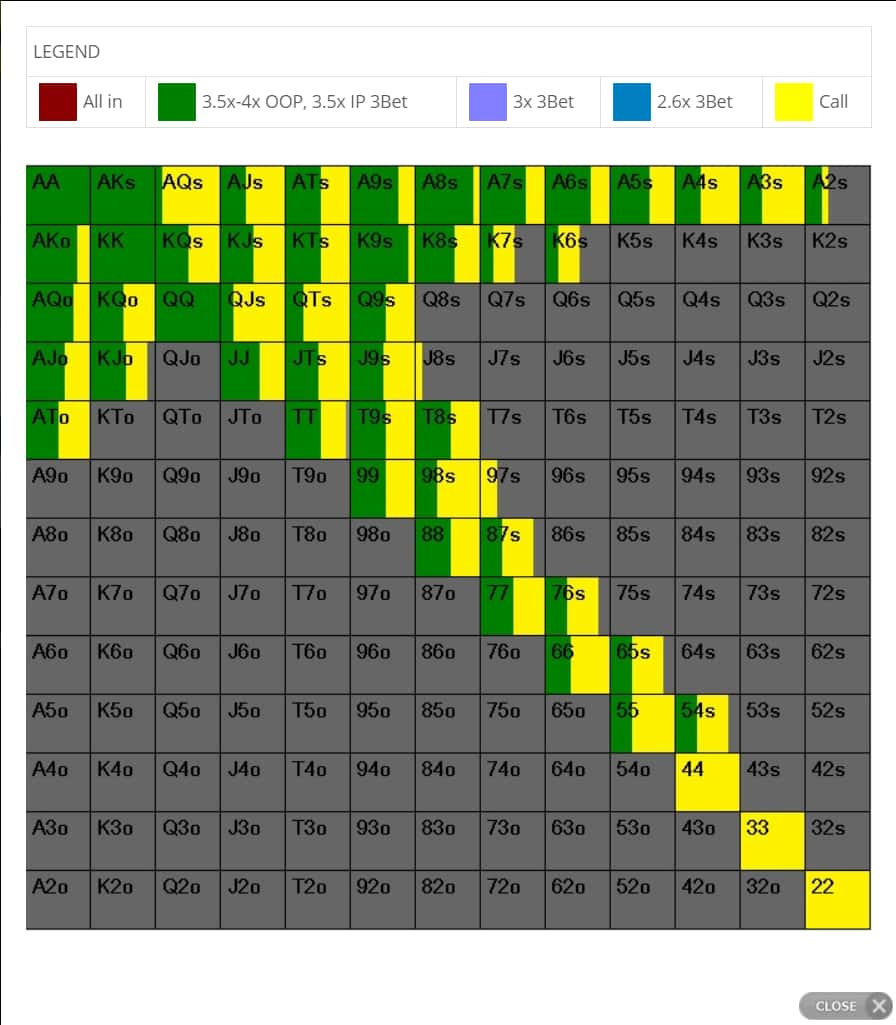 LEGEND
All in 3.5x-4x OOP, 3.5x IP 3Bet 3x 3Bet 2.6x 3Bet Call
AA AKs AQs AJs ATs A9s A8s A7s A6s A5s A4s A3s A2s
AKo KK KQs KJs KTs K9s K8s K7s K6s K5s K4s K3s K2s
AQo KQo QQ QJs QTs Q9s Q8s Q7s Q6s Q5s Q4s Q3s Q2s
AJo KJo QJo JJ JTs J9s J8s J7s J6s J5s J4s J3s J2s
ATo KTo QTo JTo TT T9s T8s T7s T6s T5s T4s T3s T2s
A9o K9o Q9o J9o T9o 99 98s 97s 96s 95s 94s 93s 92s
A8o K8o Q8o J8o T8o 98o 88 87s 86s 85s 84s 83s 82s
A7o K7o Q7o J7o T7o 97o 87o 77 76s 75s 74s 73s 72s
A6o K6o Q6o J6o T6o 96o 86o 76o 66 65s 64s 63s 62s
A5o K5o Q5o J5o T5o 95o 85o 75o 65o 55 54s 53s 52s
A4o K4o Q4o J4o T4o 94o 84o 74o 64o 54o 44 43s 42s
A3o K3o Q3o J3o T3o 93o 83o 73o 63o 53o 43o 33 32s
A2o K2o Q2o J2o T2o 92o 82o 72o 62o 52o 42o 32o 22
CLOSE